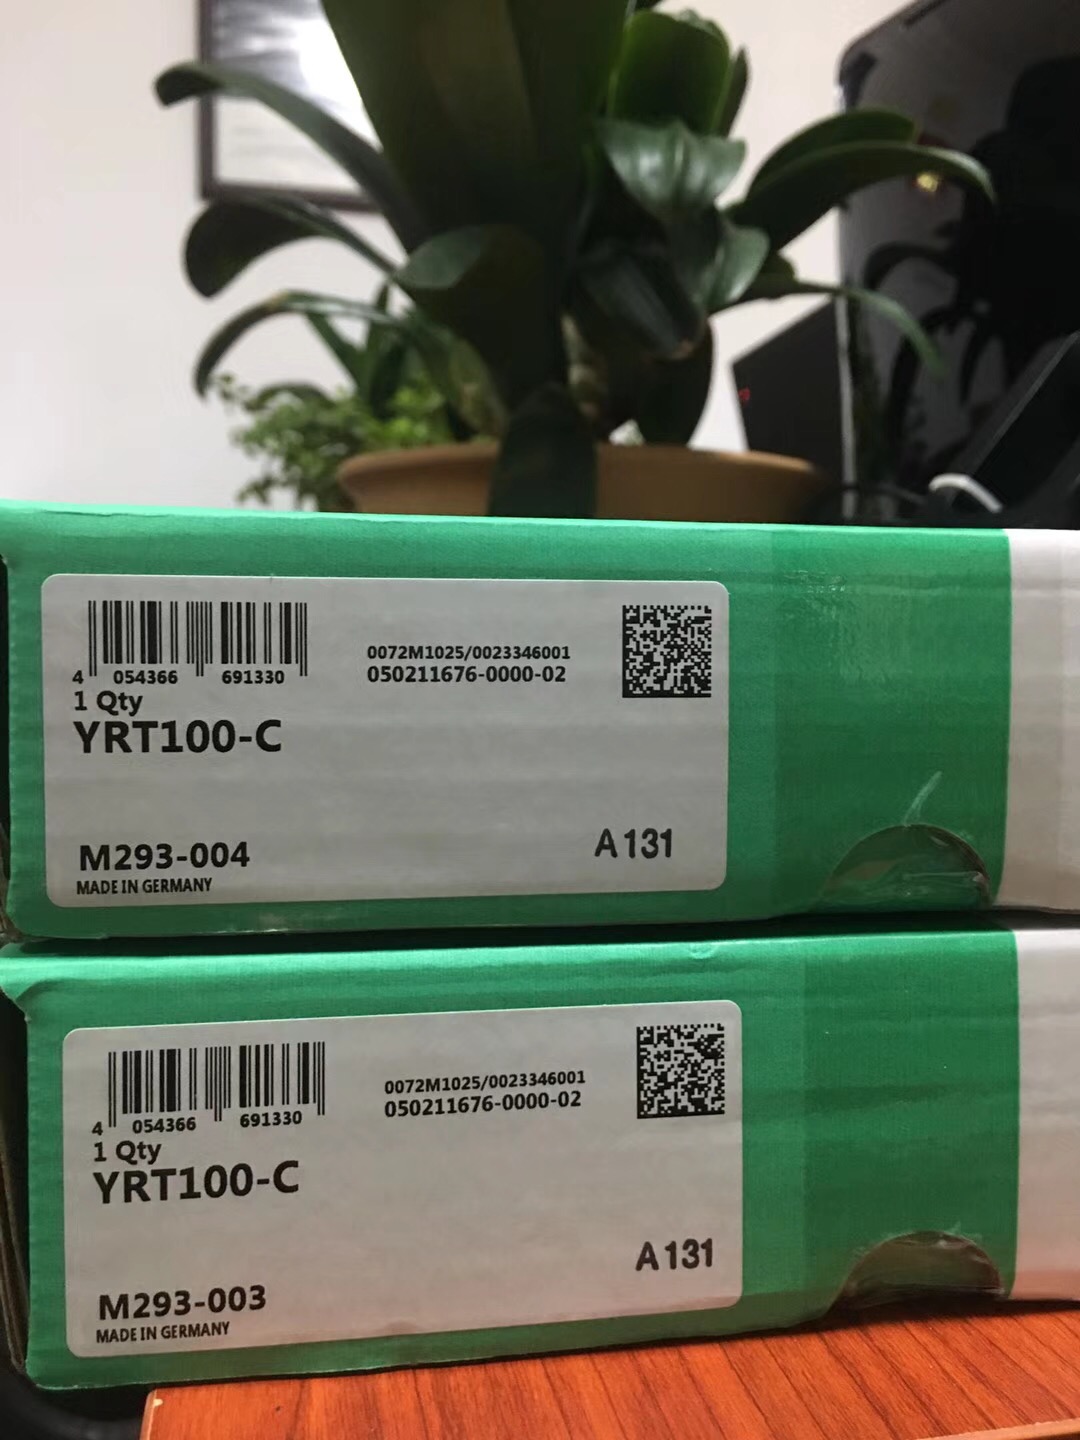 4 054366 691330
0072M1025/0023346001
050211676-0000-02
1 Qty
YRT100-C
A131
M293-004
MADE IN GERMANY
4 054366 691330
0072M1025/0023346001
050211676-0000-02
1 Qty
YRT100-C
A131
M293-003
MADE IN GERMANY